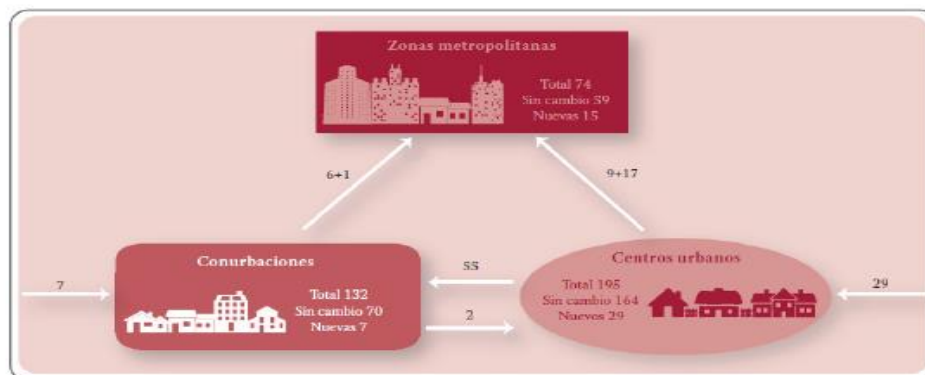 Zonas metropolitanas
Total 74
Sin cambio 59
Nuevas 15
6+1
9+17
Conurbaciones
Total 132
Sin cambio 70
Nuevas 7
7
55
2
Centros urbanos
Total 195
Sin cambio 164
Nuevos 29
29